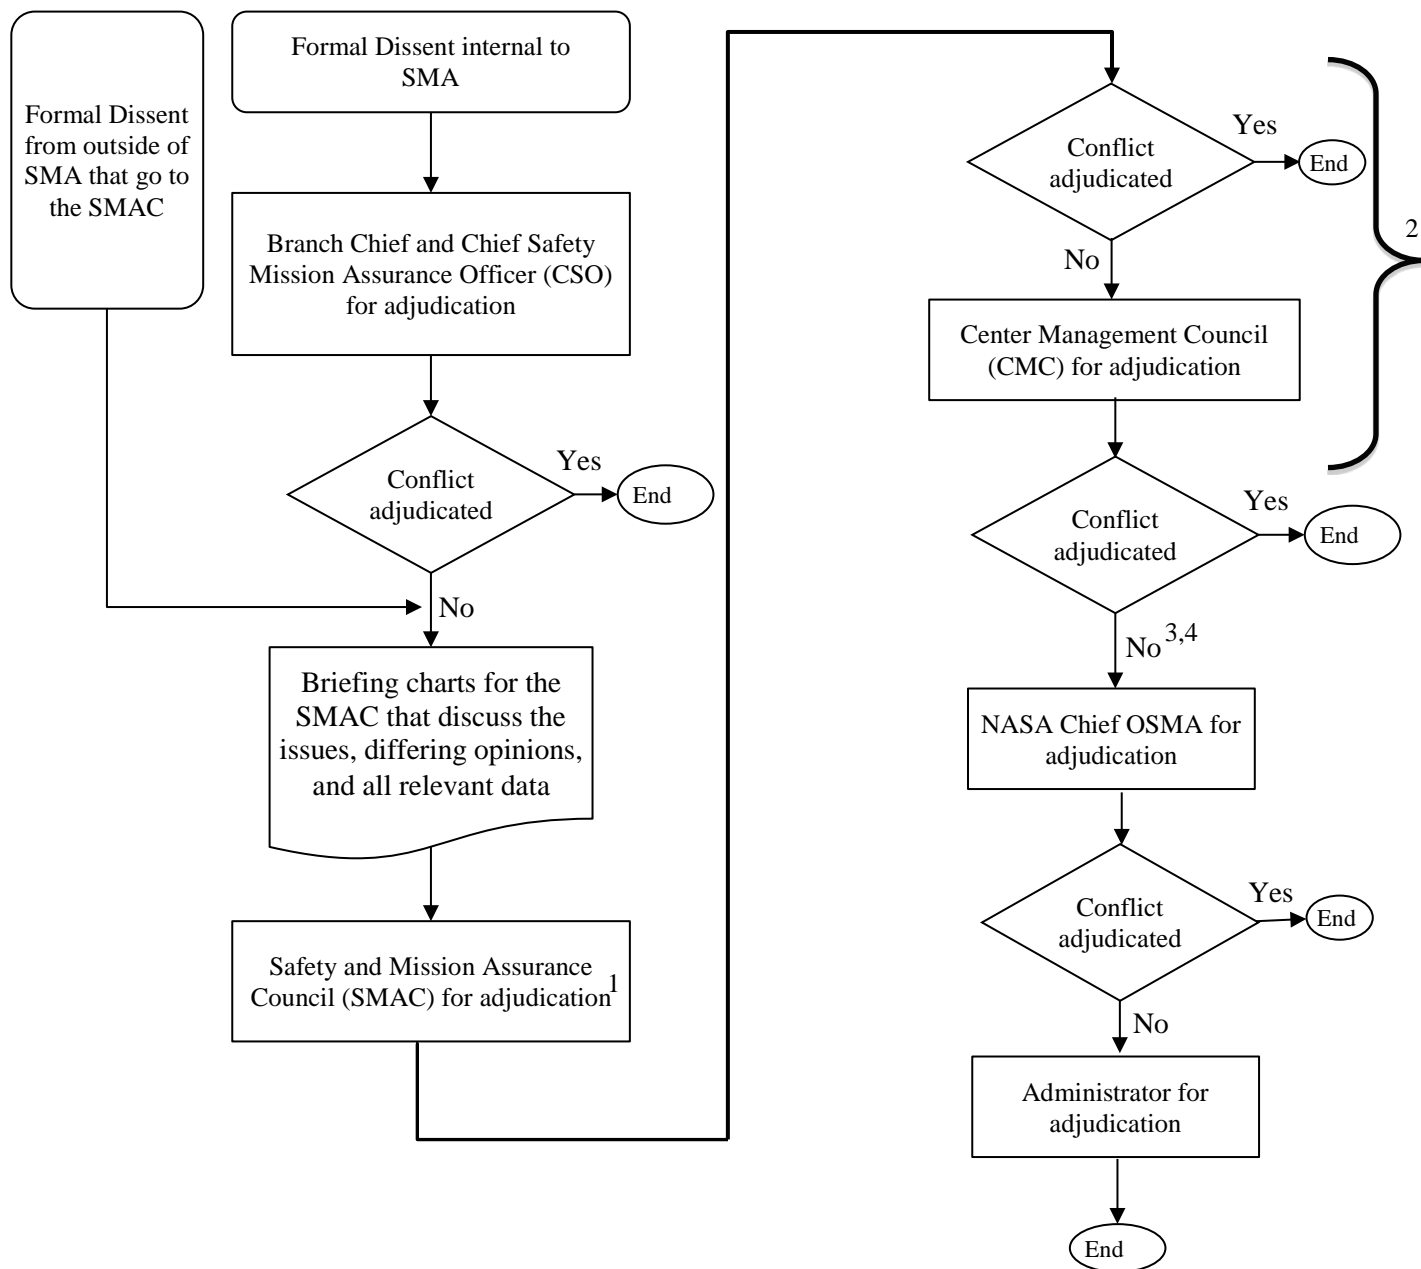 Formal Dissent
from outside of
SMA that go to
the SMAC
Formal Dissent internal to
SMA
Branch Chief and Chief Safety
Mission Assurance Officer (CSO)
for adjudication
Conflict
adjudicated
Yes
End
No
Briefing charts for the
SMAC that discuss the
issues, differing opinions,
and all relevant data
Safety and Mission Assurance
Council (SMAC) for adjudication1
Conflict
adjudicated
Yes
End
2
No
Center Management Council
(CMC) for adjudication
Conflict
adjudicated
Yes
End
No3,4
NASA Chief OSMA for
adjudication
Conflict
adjudicated
Yes
End
No
Administrator for
adjudication
End